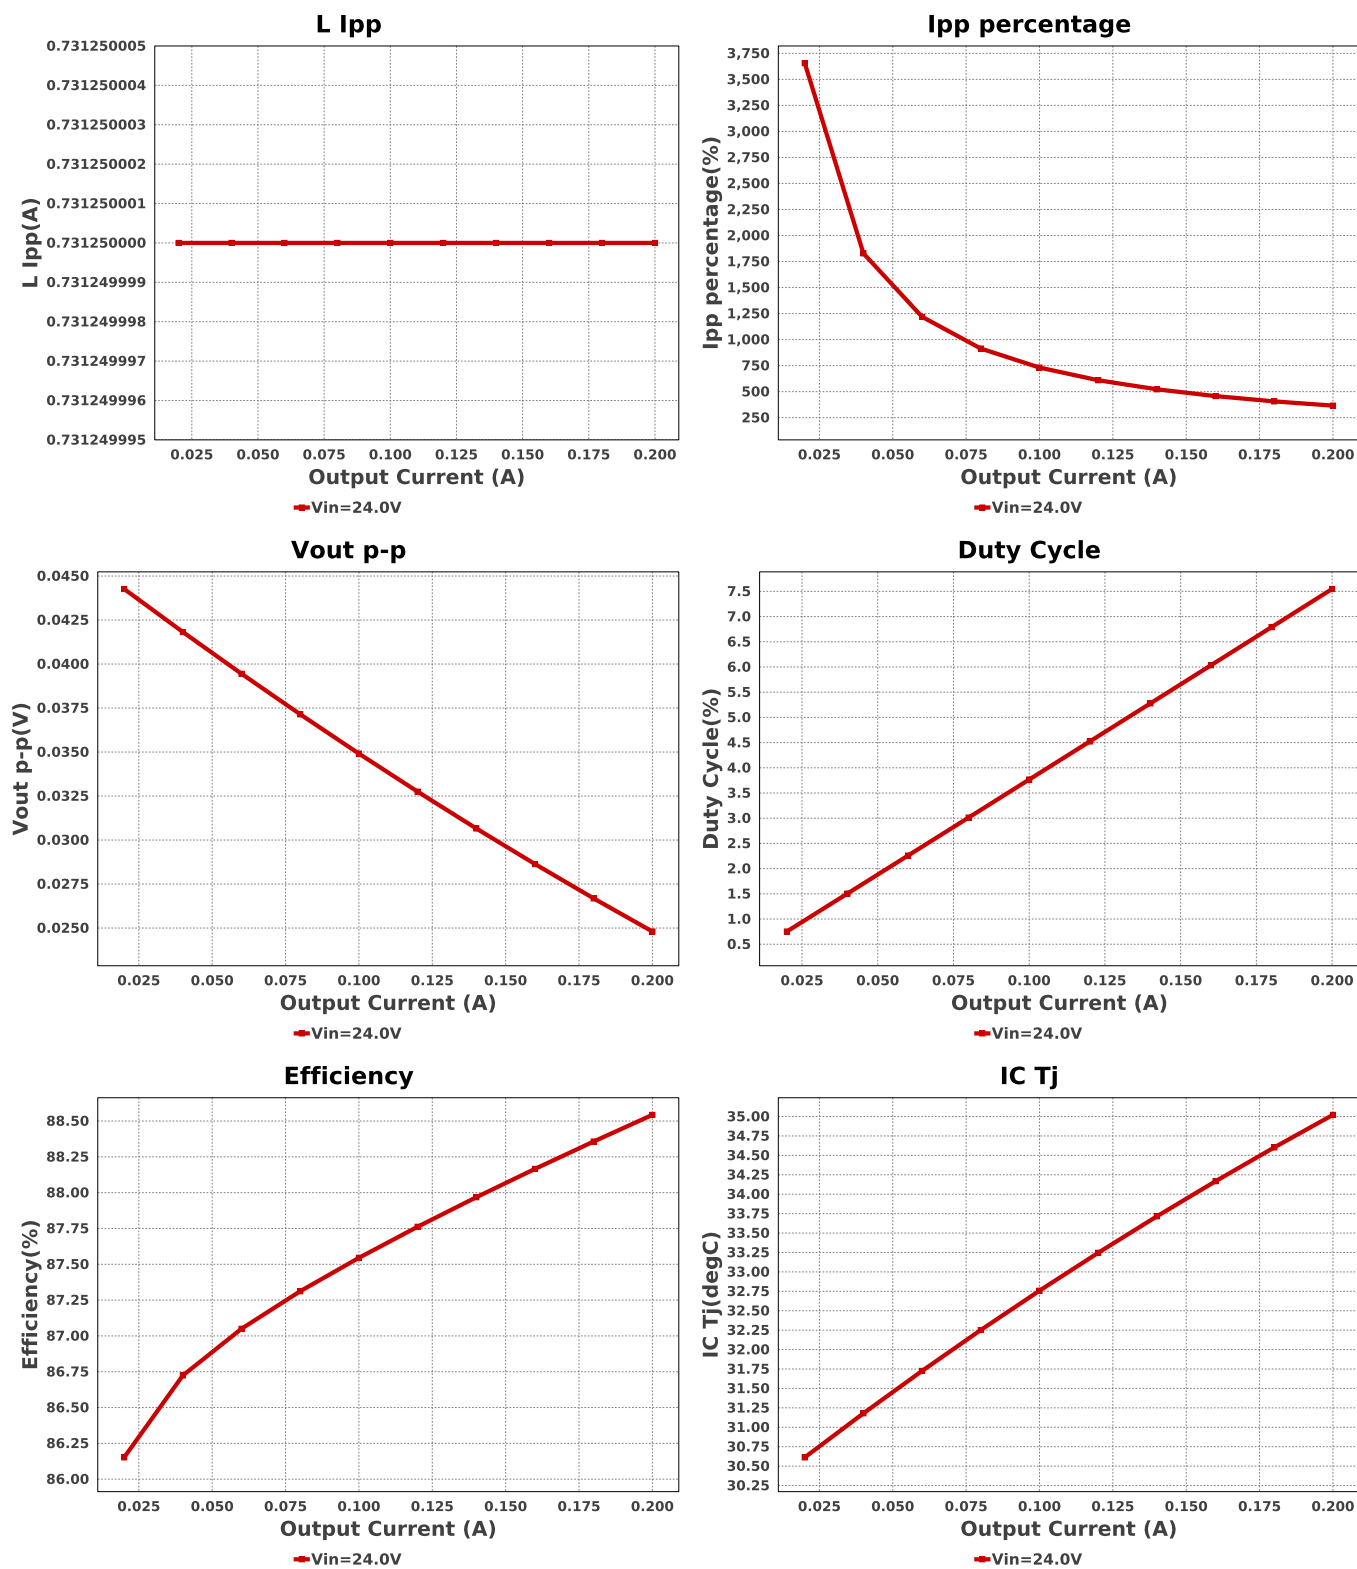 L Ipp
0.731250005
0.731250004
0.731250003
0.731250002
0.731250001
0.731250000
0.731249999
0.731249998
0.731249997
0.731249996
0.731249995
L Ipp(A)
0.025 0.050 0.075 0.100 0.125 0.150 0.175 0.200
Output Current (A)
Vin=24.0V
Ipp percentage
3,750
3,500
3,250
3,000
2,750
2,500
2,250
2,000
1,750
1,500
1,250
1,000
750
500
250
Ipp percentage(%)
0.025 0.050 0.075 0.100 0.125 0.150 0.175 0.200
Output Current (A)
Vin=24.0V
Vout p-p
0.0450
0.0425
0.0400
0.0375
0.0350
0.0325
0.0300
0.0275
0.0250
Vout p-p(V)
0.025 0.050 0.075 0.100 0.125 0.150 0.175 0.200
Output Current (A)
Vin=24.0V
Duty Cycle
7.5
7.0
6.5
6.0
5.5
5.0
4.5
4.0
3.5
3.0
2.5
2.0
1.5
1.0
0.5
Duty Cycle(%)
0.025 0.050 0.075 0.100 0.125 0.150 0.175 0.200
Output Current (A)
Vin=24.0V
Efficiency
88.50
88.25
88.00
87.75
87.50
87.25
87.00
86.75
86.50
86.25
86.00
Efficiency(%)
0.025 0.050 0.075 0.100 0.125 0.150 0.175 0.200
Output Current (A)
Vin=24.0V
IC Tj
35.00
34.75
34.50
34.25
34.00
33.75
33.50
33.25
33.00
32.75
32.50
32.25
32.00
31.75
31.50
31.25
31.00
30.75
30.50
30.25
IC Tj(degC)
0.025 0.050 0.075 0.100 0.125 0.150 0.175 0.200
Output Current (A)
Vin=24.0V